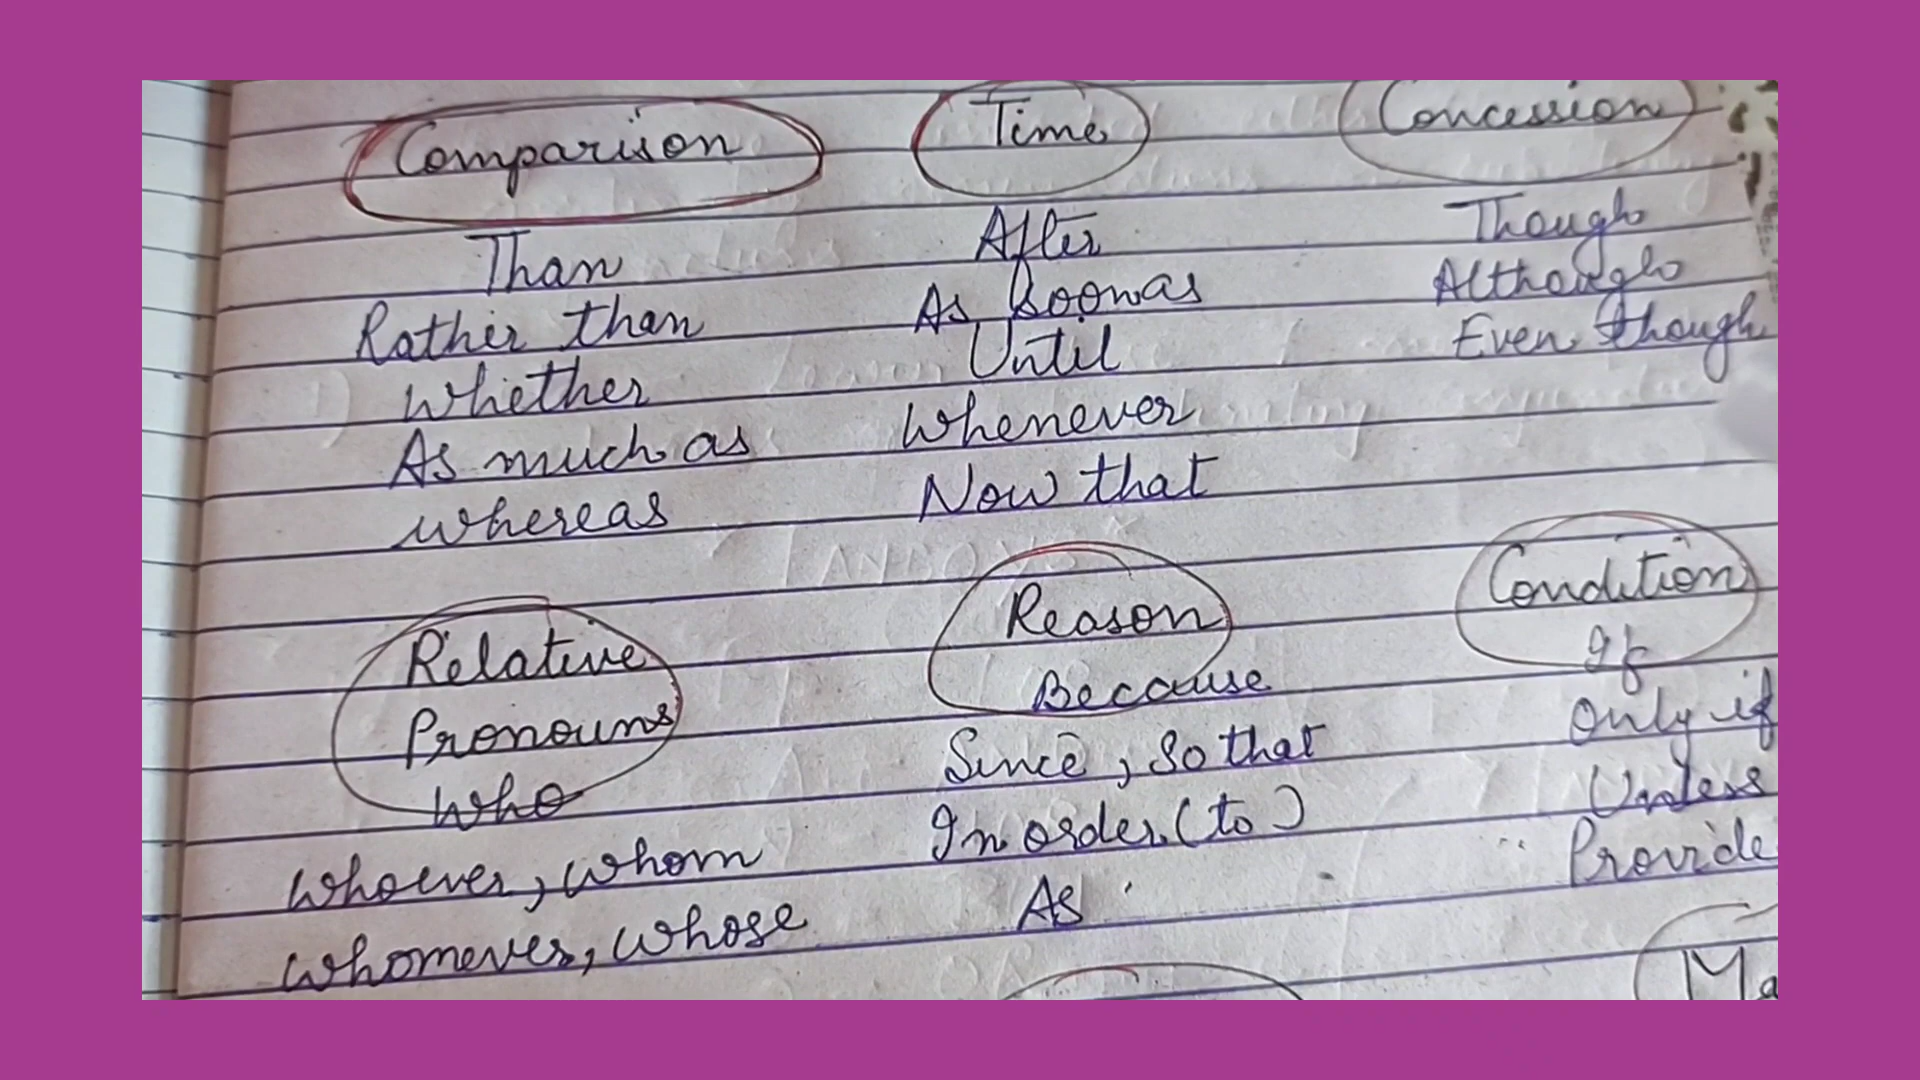 Comparison
Than
Rather than
Whether
As much as
whereas
Time
After
As soon as
Until
Whenever
Now that
Concession
Though
Although
Even though
Relative
Pronouns
Who
Whoever, whom
whomever, whose
Reason
Because
Since, So that
In order (to)
As
Condition
If
Only if
Unless
Provide
Ma